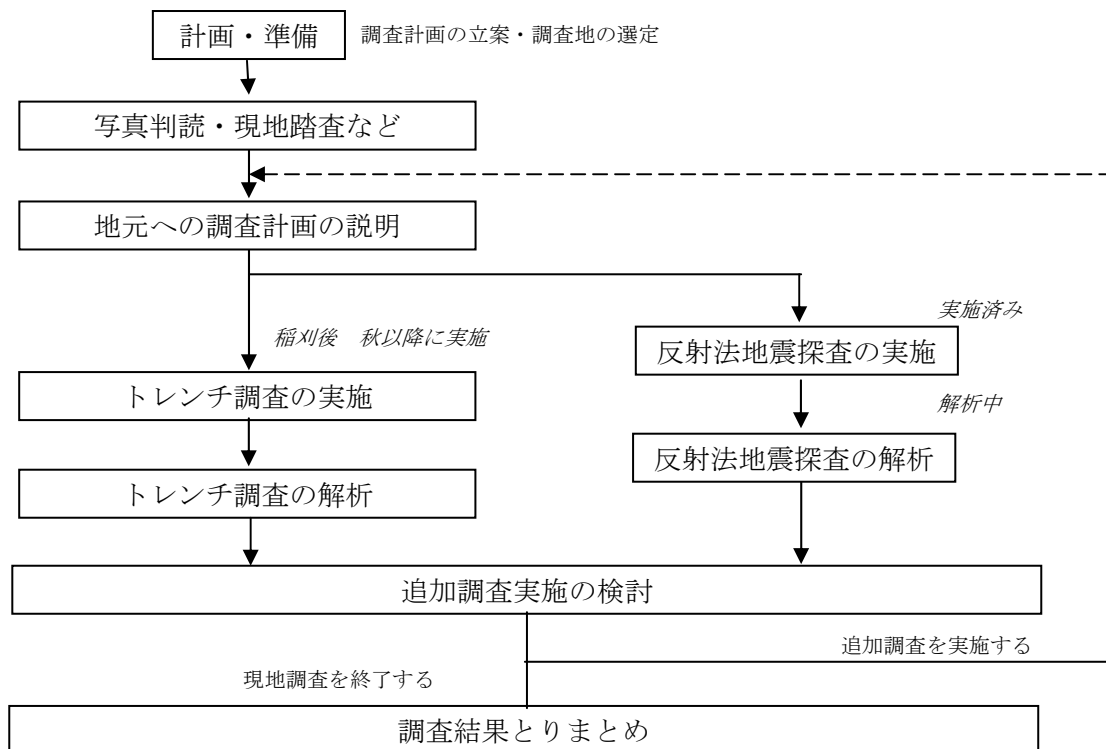 計画・準備 調査計画の立案・調査地の選定
写真判読・現地踏査など
地元への調査計画の説明
実施済み
稲刈後 秋以降に実施
反射法地震探査の実施
トレンチ調査の実施
解析中
反射法地震探査の解析
トレンチ調査の解析
追加調査実施の検討
追加調査を実施する
現地調査を終了する
調査結果とりまとめ